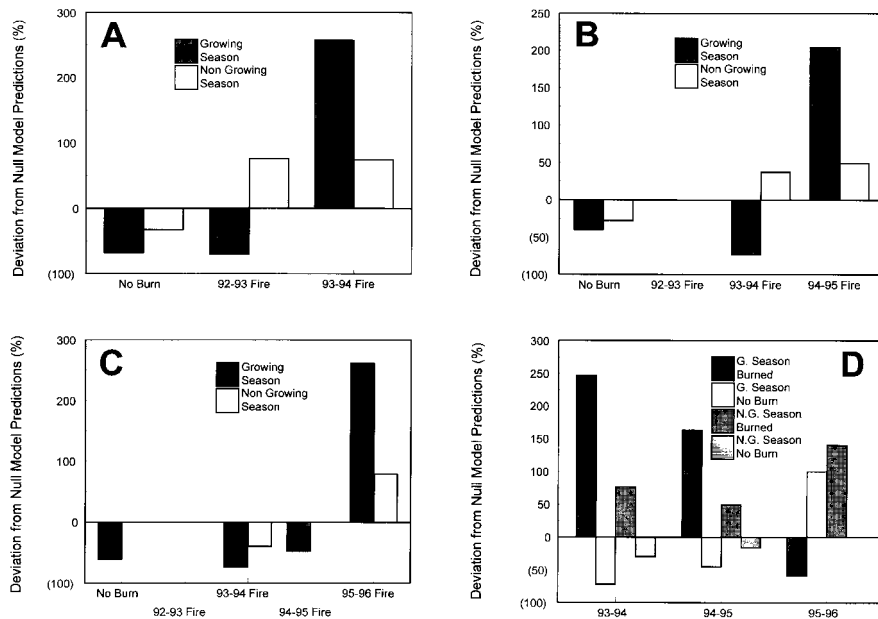 A
Deviation from Null Model Predictions (%)
300
200
100
0
(100)
Growing
Season
Non Growing
Season
No Burn
92-93 Fire
93-94 Fire
B
Deviation from Null Model Predictions (%)
250
200
150
100
50
0
(50)
(100)
Growing
Season
Non Growing
Season
No Burn
92-93 Fire
93-94 Fire
94-95 Fire
C
Deviation from Null Model Predictions (%)
300
200
100
0
(100)
Growing
Season
Non Growing
Season
No Burn
92-93 Fire
93-94 Fire
94-95 Fire
95-96 Fire
D
Deviation from Null Model Predictions (%)
300
250
200
150
100
50
0
(50)
(100)
G. Season
Burned
G. Season
No Burn
N.G. Season
Burned
N.G. Season
No Burn
93-94
94-95
95-96